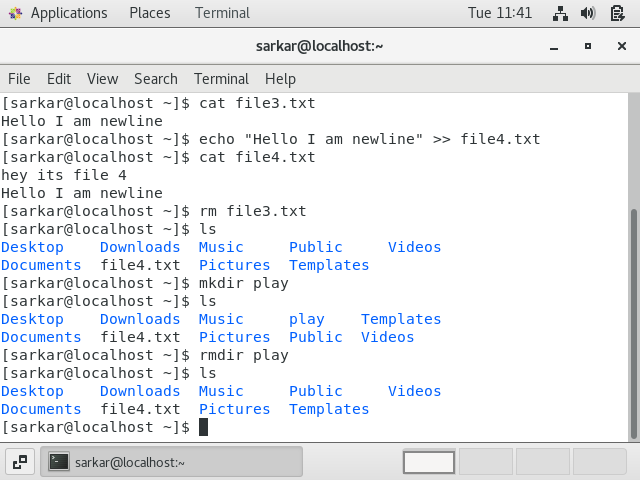 Applications Places Terminal Tue 11:41
sarkar@localhost:~
File Edit View Search Terminal Help
[sarkar@localhost ~]$ cat file3.txt
Hello I am newline
[sarkar@localhost ~]$ echo "Hello I am newline" >> file4.txt
[sarkar@localhost ~]$ cat file4.txt
hey its file 4
Hello I am newline
[sarkar@localhost ~]$ rm file3.txt
[sarkar@localhost ~]$ ls
Desktop    Downloads  Music     Public     Videos
Documents  file4.txt  Pictures  Templates
[sarkar@localhost ~]$ mkdir play
[sarkar@localhost ~]$ ls
Desktop    Downloads  Music     play    Templates
Documents  file4.txt  Pictures  Public  Videos
[sarkar@localhost ~]$ rmdir play
[sarkar@localhost ~]$ ls
Desktop    Downloads  Music     Public     Videos
Documents  file4.txt  Pictures  Templates
[sarkar@localhost ~]$
sarkar@localhost:~